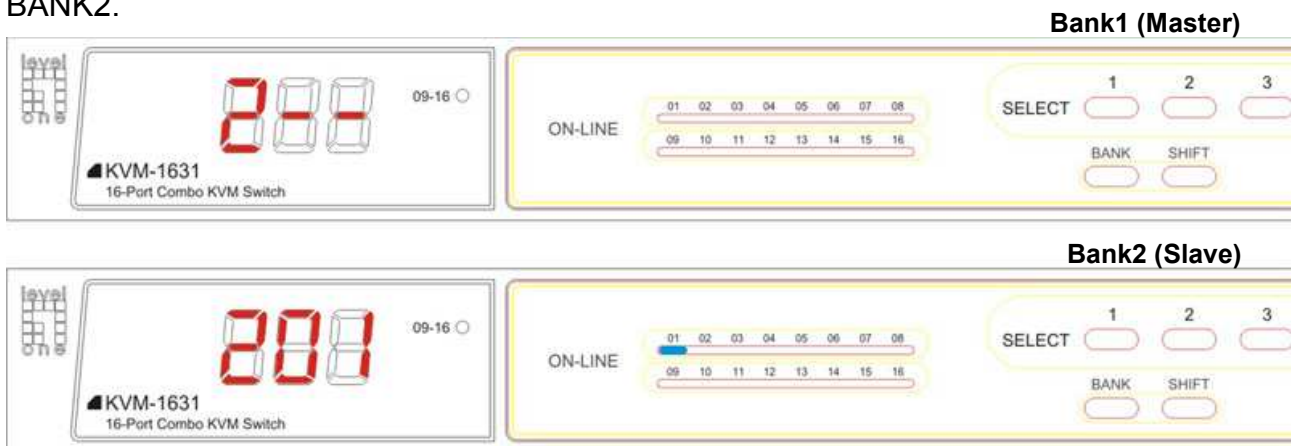 BANK2.
Bank1 (Master)
level one
2--
09-16
KVM-1631
16-Port Combo KVM Switch
ON-LINE
01 02 03 04 05 06 07 08
09 10 11 12 13 14 15 16
SELECT 1 2 3
BANK SHIFT
Bank2 (Slave)
level one
201
09-16
KVM-1631
16-Port Combo KVM Switch
ON-LINE
01 02 03 04 05 06 07 08
09 10 11 12 13 14 15 16
SELECT 1 2 3
BANK SHIFT